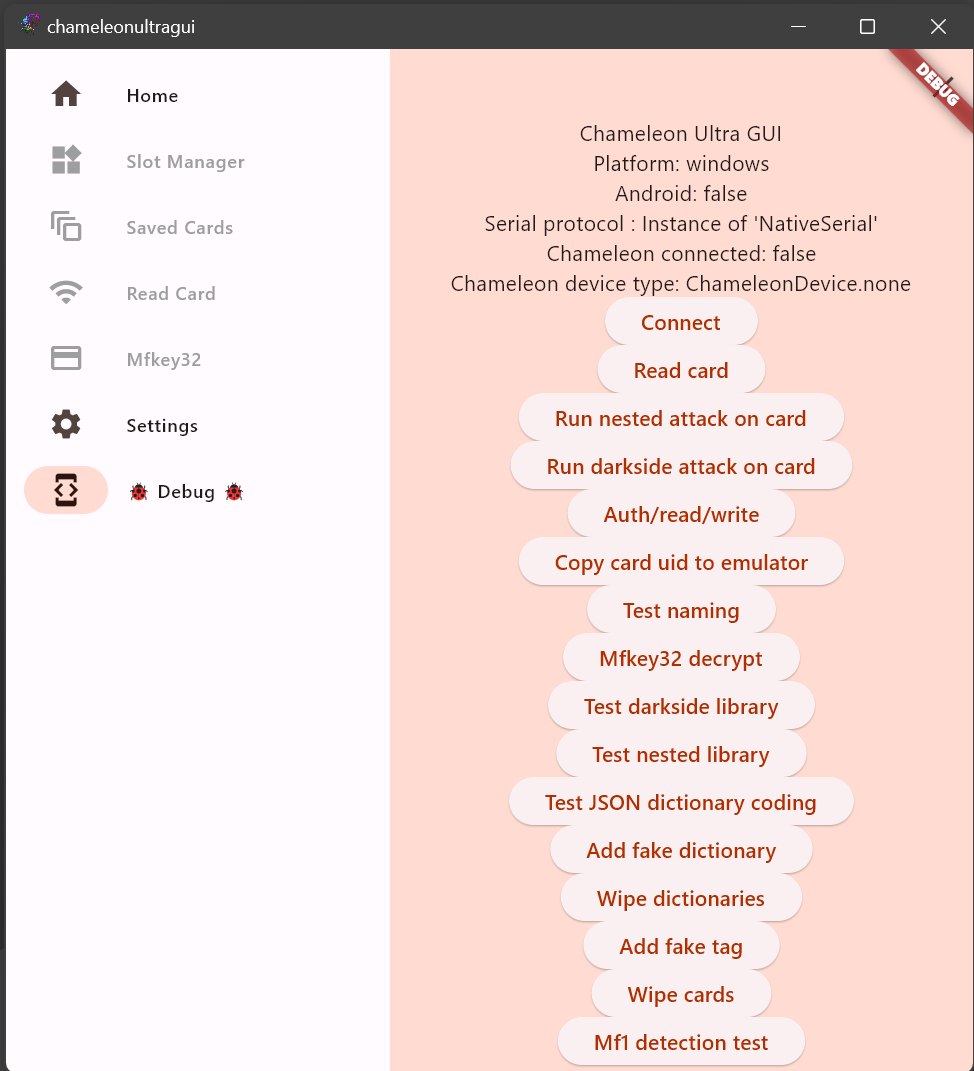 chameleonultragui
DEBUG
Home
Slot Manager
Saved Cards
Read Card
Mfkey32
Settings
🐞 Debug 🐞
Chameleon Ultra GUI
Platform: windows
Android: false
Serial protocol : Instance of 'NativeSerial'
Chameleon connected: false
Chameleon device type: ChameleonDevice.none
Connect
Read card
Run nested attack on card
Run darkside attack on card
Auth/read/write
Copy card uid to emulator
Test naming
Mfkey32 decrypt
Test darkside library
Test nested library
Test JSON dictionary coding
Add fake dictionary
Wipe dictionaries
Add fake tag
Wipe cards
Mf1 detection test